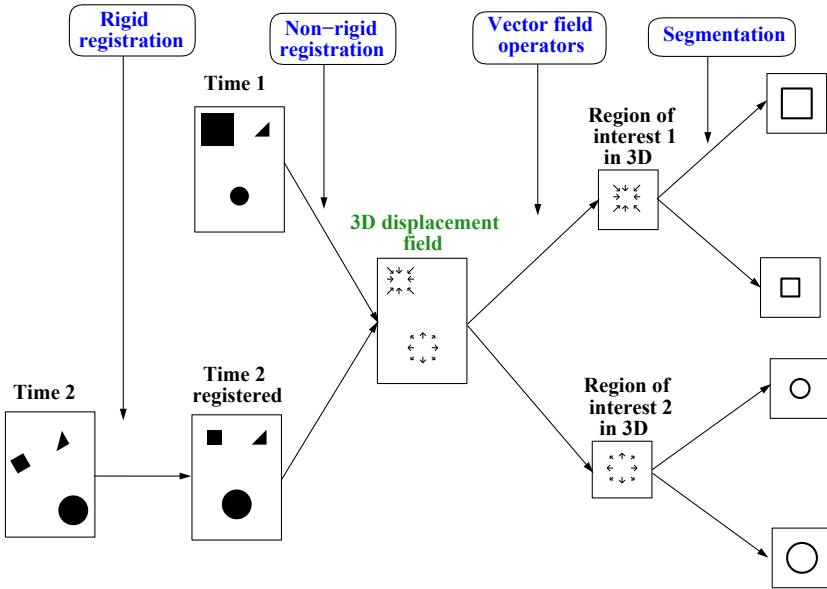 Rigid
registration
Non−rigid
registration
Vector field
operators
Segmentation
Time 1
Region of
interest 1
in 3D
3D displacement
field
Time 2
Time 2
registered
Region of
interest 2
in 3D